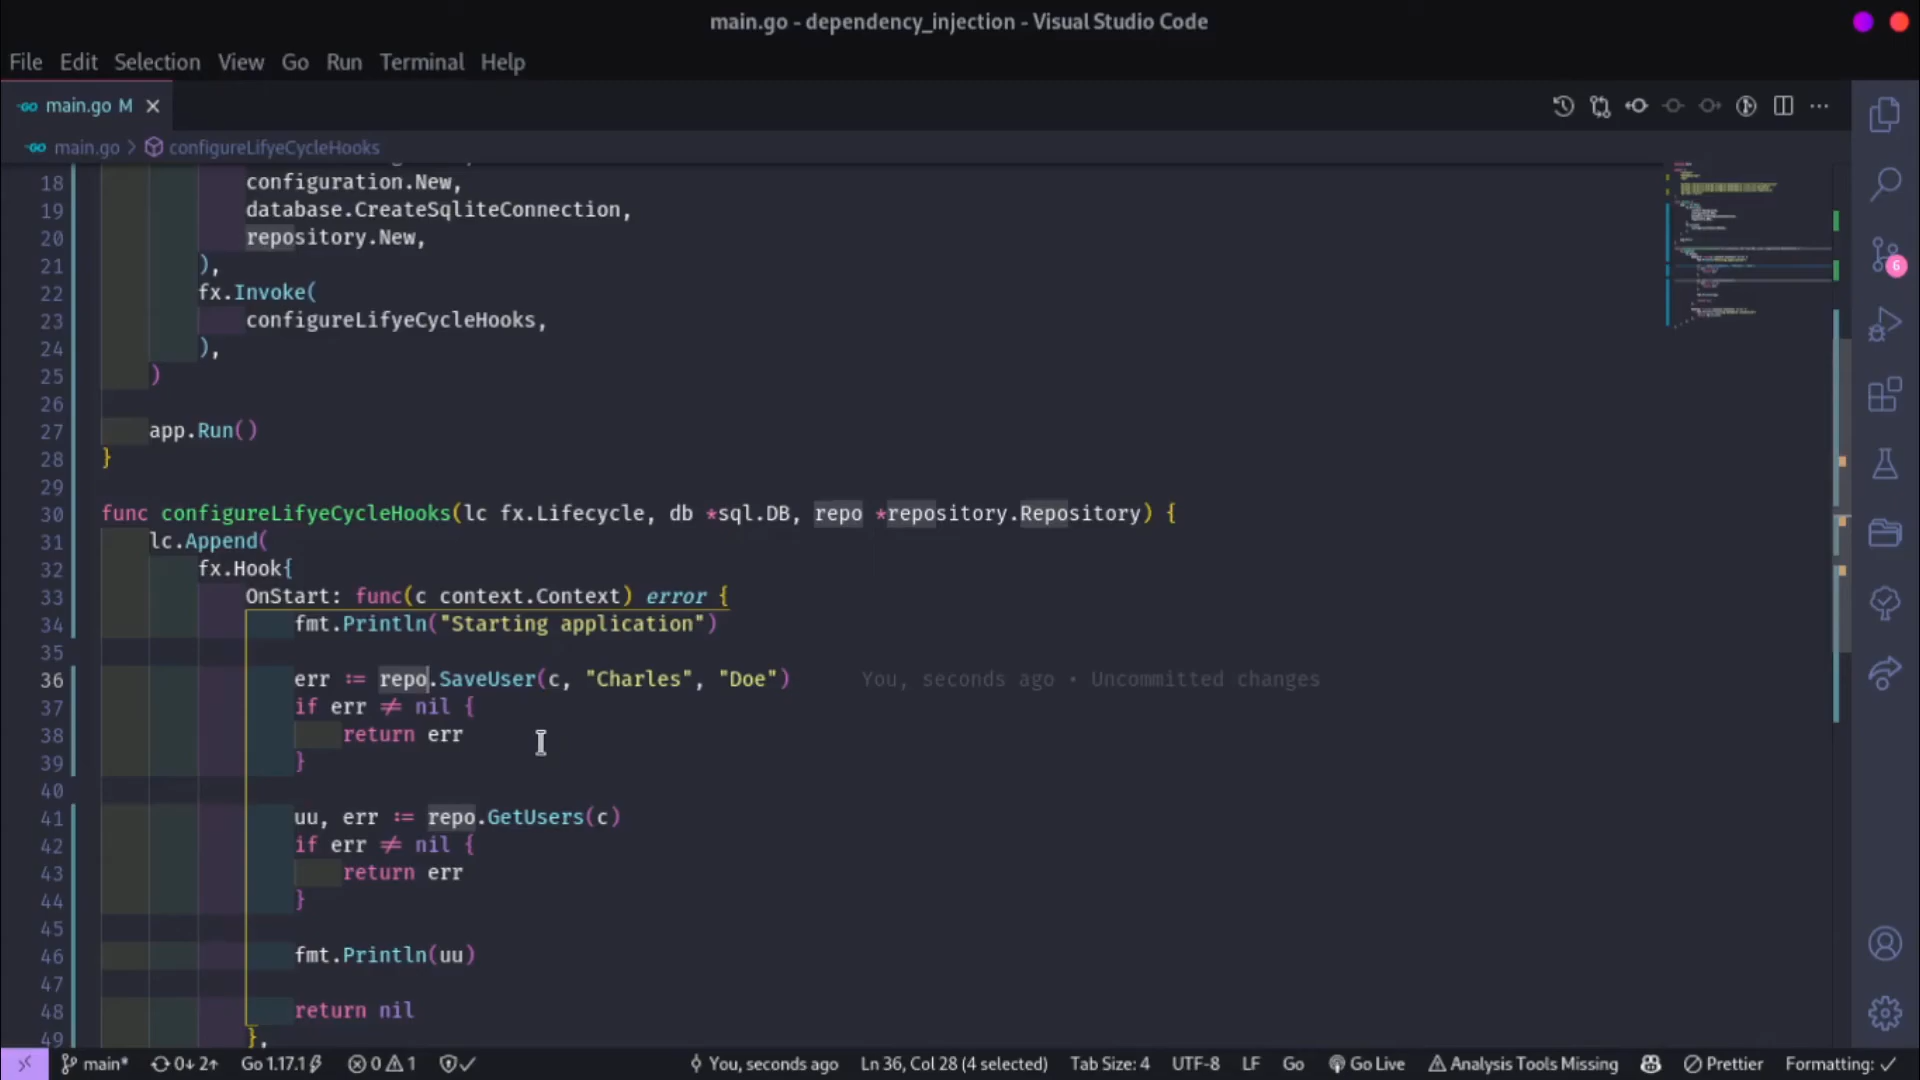 main.go - dependency_injection - Visual Studio Code
File Edit Selection View Go Run Terminal Help
GO main.go M
GO main.go > configureLifyeCycleHooks
18 configuration.New,
19 database.CreateSqliteConnection,
20 repository.New,
21 ),
22 fx.Invoke(
23 configureLifyeCycleHooks,
24 ),
25 )
26
27 app.Run()
28 }
29
30 func configureLifyeCycleHooks(lc fx.Lifecycle, db *sql.DB, repo *repository.Repository) {
31 lc.Append(
32 fx.Hook{
33 OnStart: func(c context.Context) error {
34 fmt.Println("Starting application")
35
36 err := repo.SaveUser(c, "Charles", "Doe") You, seconds ago • Uncommitted changes
37 if err ≠ nil {
38 return err
39 }
40
41 uu, err := repo.GetUsers(c)
42 if err ≠ nil {
43 return err
44 }
45
46 fmt.Println(uu)
47
48 return nil
49 },
6
main* 0↓ 2↑ Go 1.17.1 0 1 You, seconds ago Ln 36, Col 28 (4 selected) Tab Size: 4 UTF-8 LF Go Go Live Analysis Tools Missing Prettier Formatting: ✓